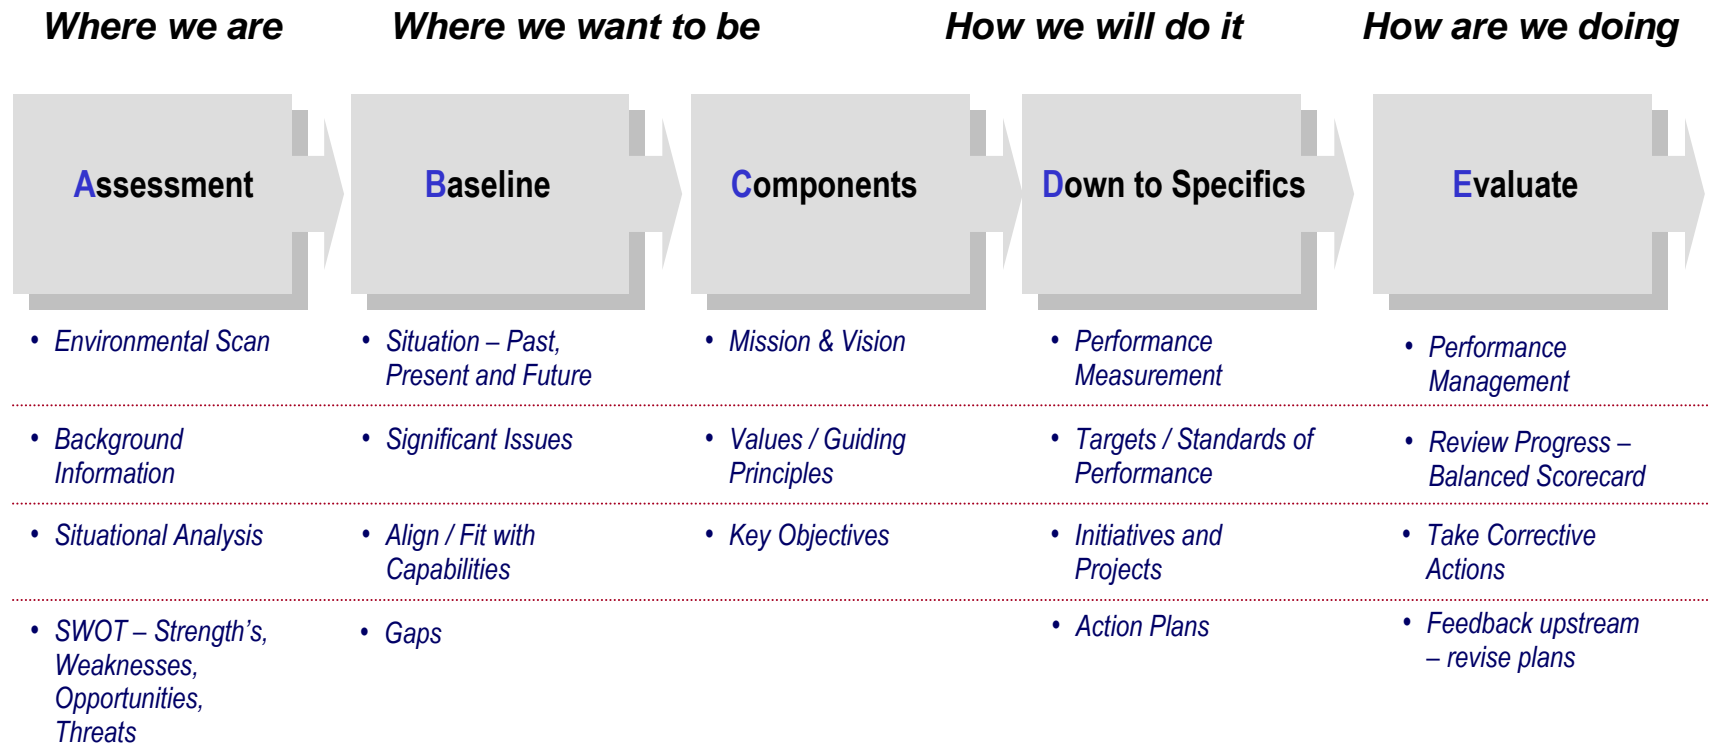 Where we are
Where we want to be
How we will do it
How are we doing
Assessment
Baseline
Components
Down to Specifics
Evaluate
• Environmental Scan
• Situation – Past,
Present and Future
• Mission & Vision
• Performance
Measurement
• Performance
Management
• Background
Information
• Significant Issues
• Values / Guiding
Principles
• Targets / Standards of
Performance
• Review Progress –
Balanced Scorecard
• Situational Analysis
• Align / Fit with
Capabilities
• Key Objectives
• Initiatives and
Projects
• Take Corrective
Actions
• SWOT – Strength's,
Weaknesses,
Opportunities,
Threats
• Gaps
• Action Plans
• Feedback upstream
– revise plans